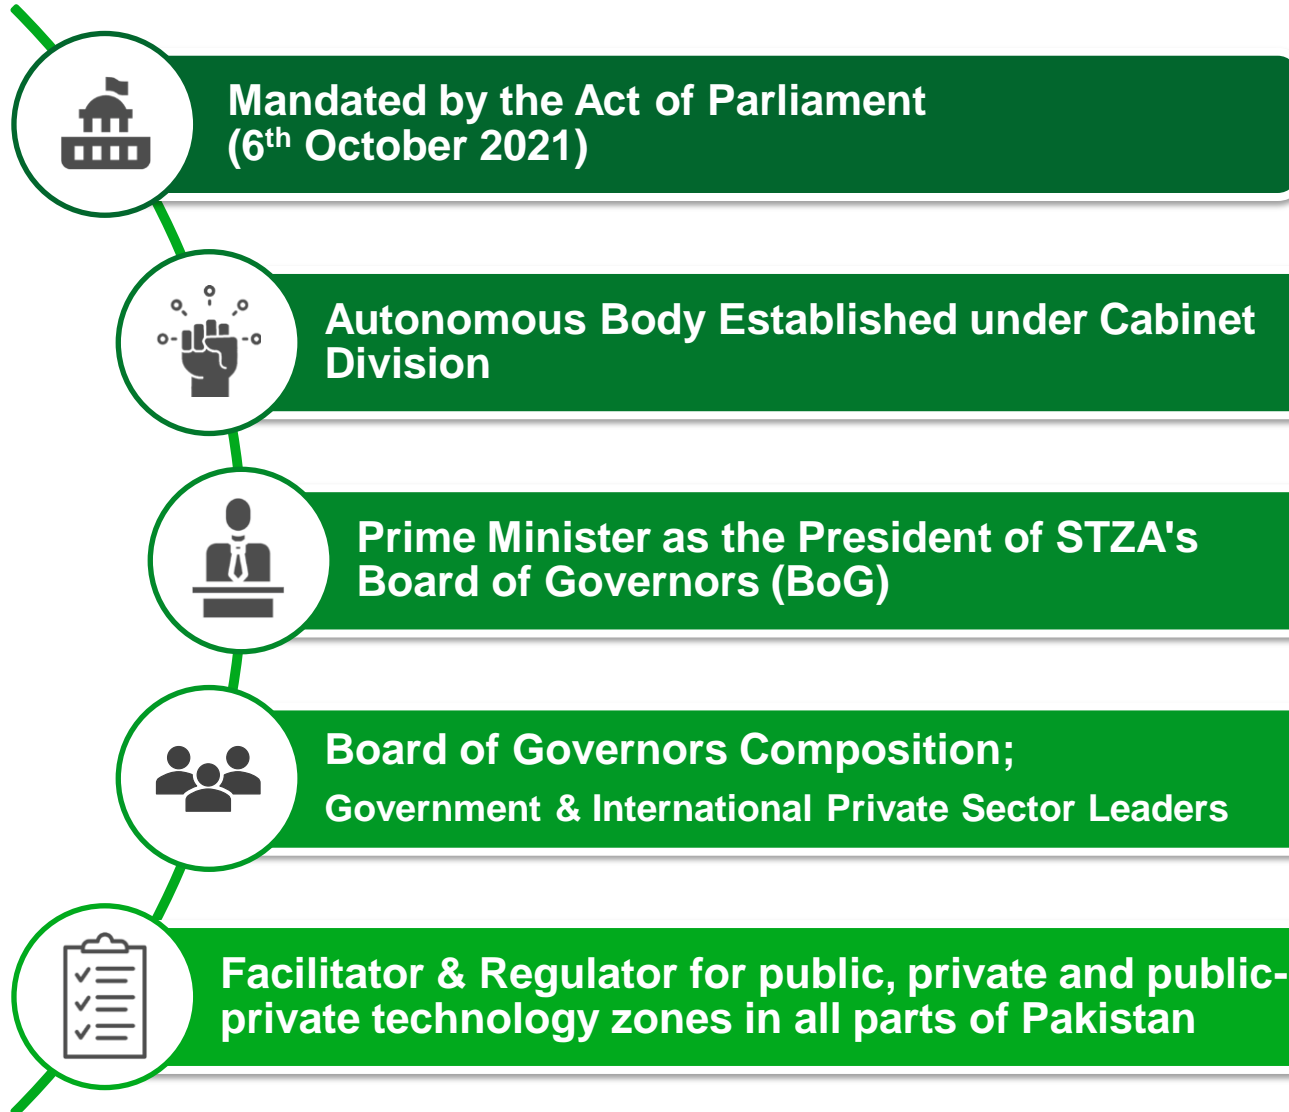 Mandated by the Act of Parliament
(6th October 2021)
Autonomous Body Established under Cabinet
Division
Prime Minister as the President of STZA's
Board of Governors (BoG)
Board of Governors Composition;
Government & International Private Sector Leaders
Facilitator & Regulator for public, private and public-
private technology zones in all parts of Pakistan